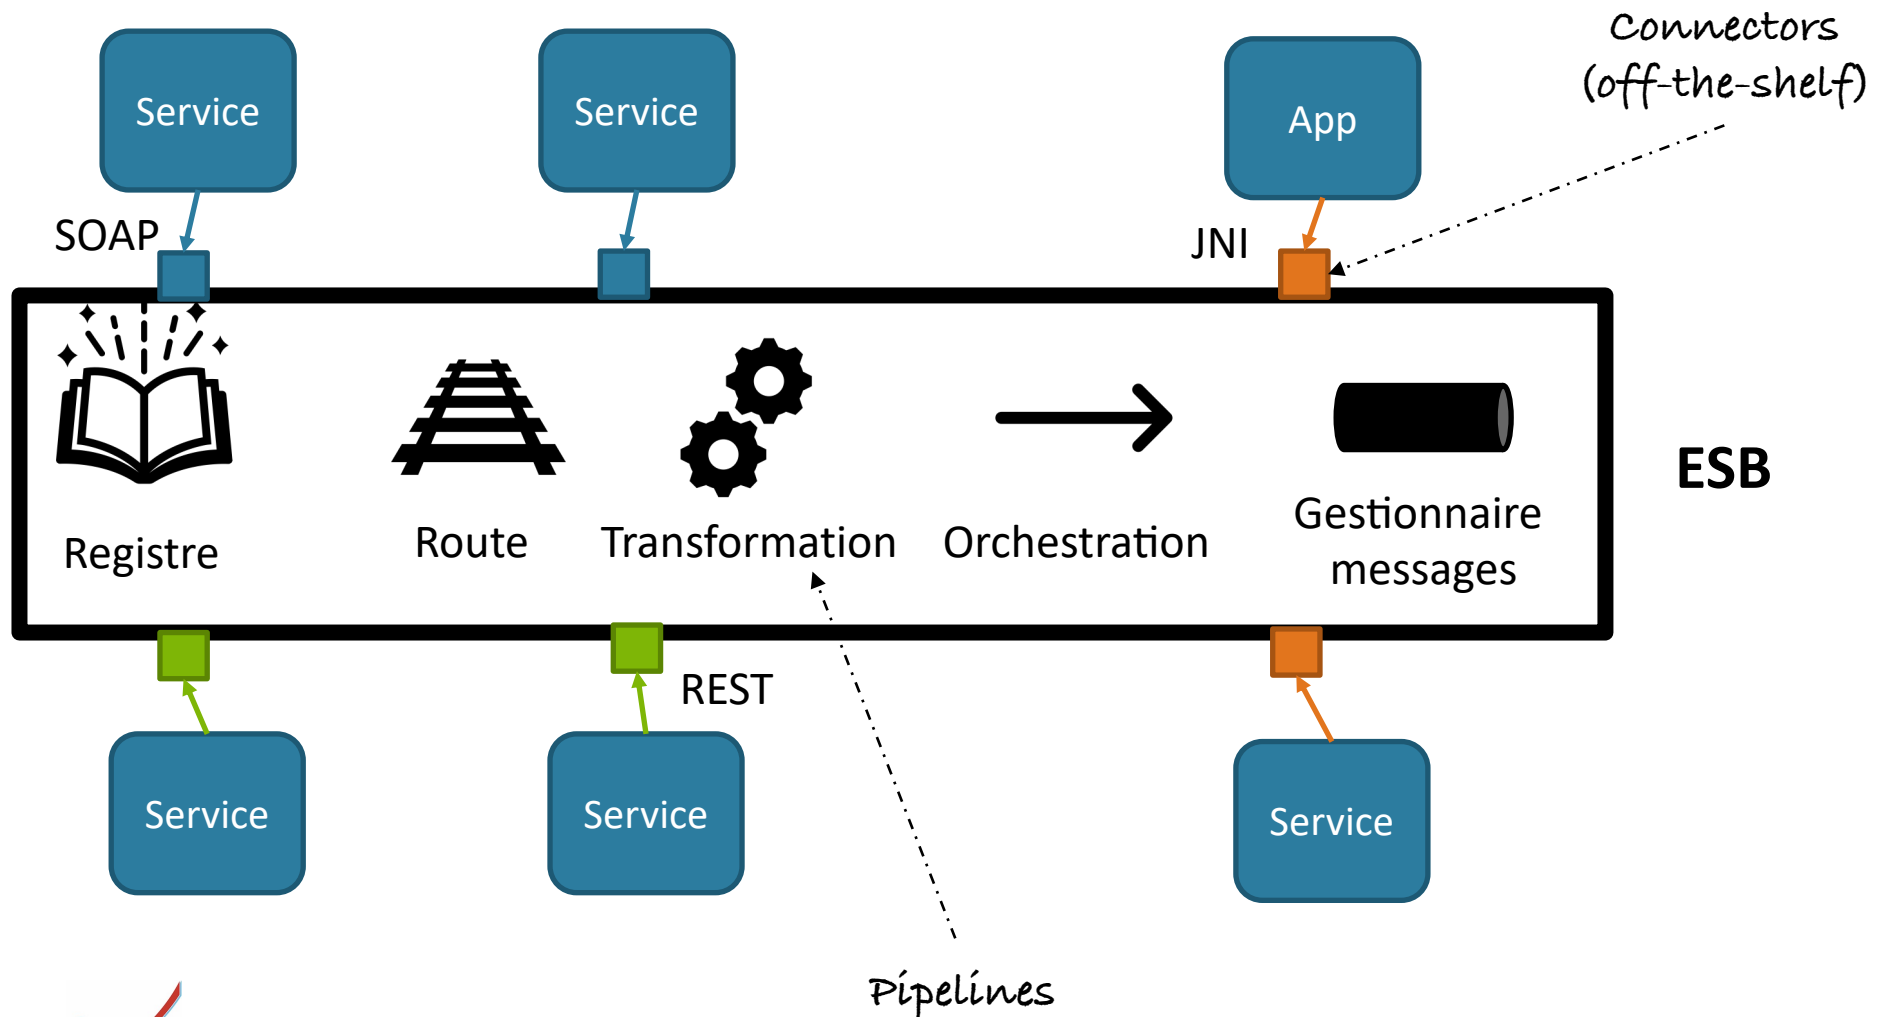 Connectors
(off-the-shelf)
Service
Service
App
SOAP
JNI
Registre
Route
Transformation
Orchestration
Gestionnaire
messages
ESB
REST
Service
Service
Service
Pipelines